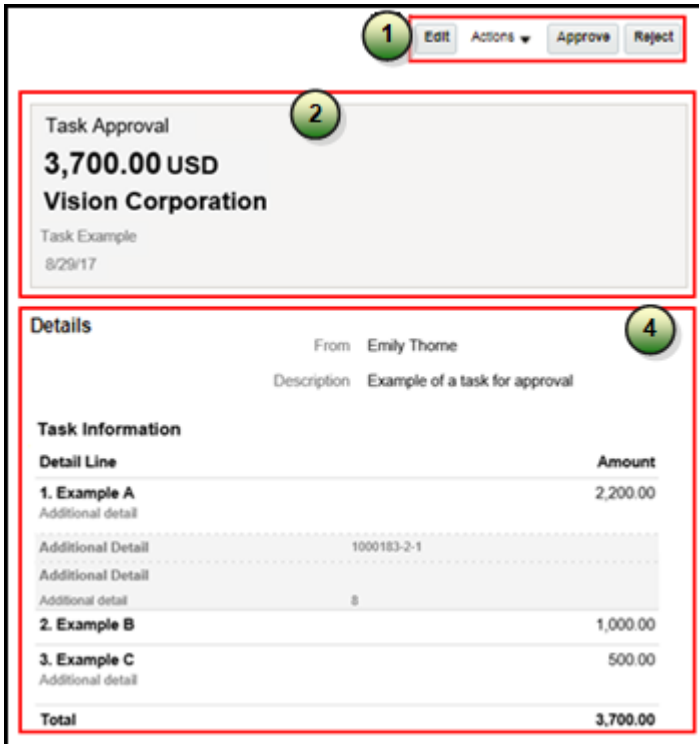 1 Edit Actions Approve Reject
2
Task Approval
3,700.00 USD
Vision Corporation
Task Example
8/29/17
Details
4
From Emily Thorne
Description Example of a task for approval
Task Information
Detail Line Amount
1. Example A 2,200.00
Additional detail
Additional Detail 1000183-2-1
Additional Detail
Additional detail 8
2. Example B 1,000.00
3. Example C 500.00
Additional detail
Total 3,700.00